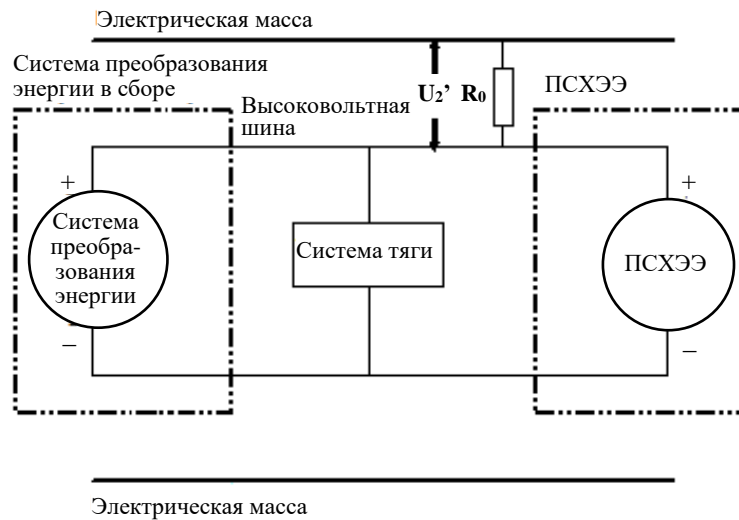 Электрическая масса
Система преобразования
энергии в сборе
U2’ R0
ПСХЭЭ
Высоковольтная
шина
+
Система
преобра-
зования
энергии
–
Система тяги
+
ПСХЭЭ
–
Электрическая масса